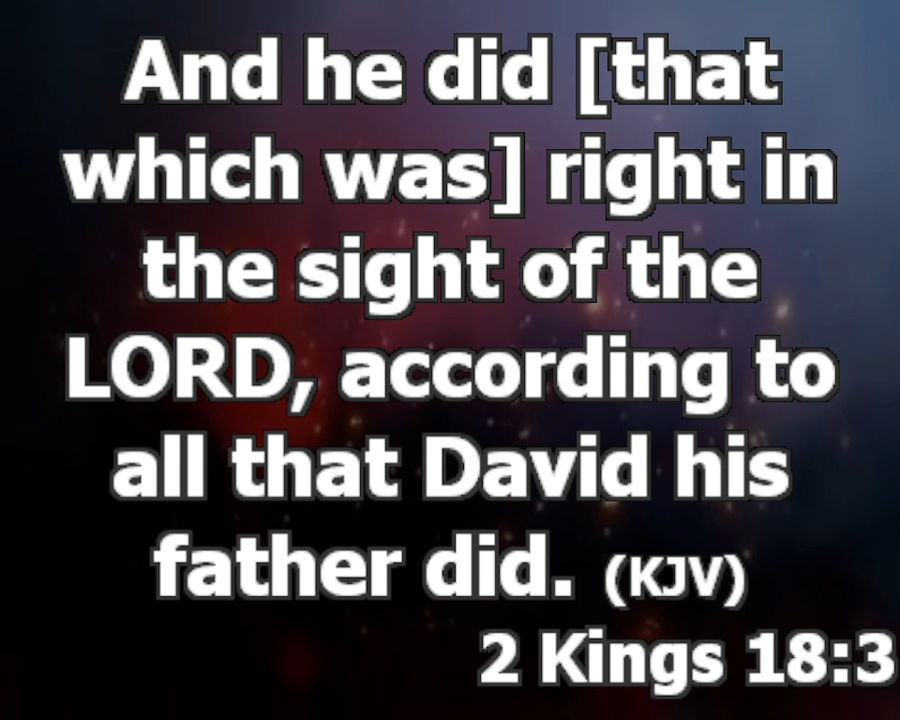 And he did [that
which was] right in
the sight of the
LORD, according to
all that David his
father did. (KJV)
2 Kings 18:3